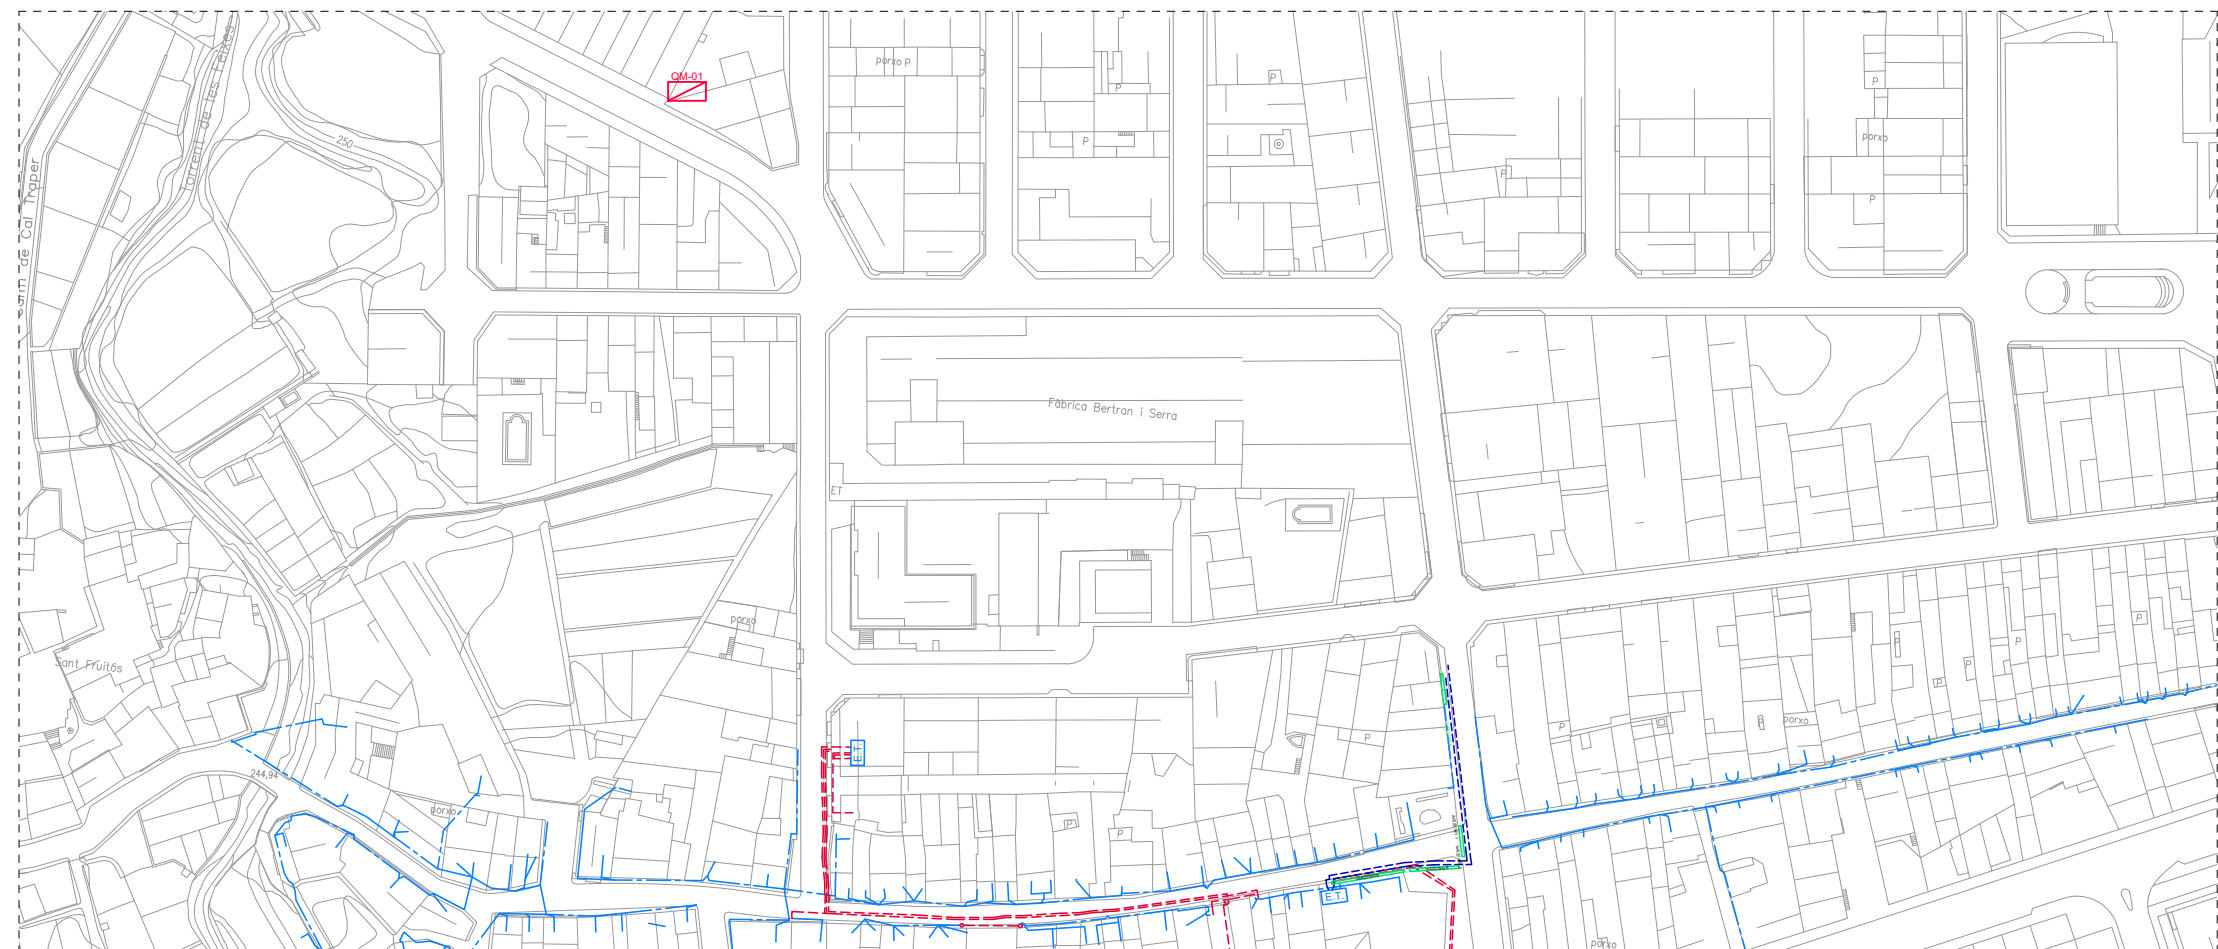 QM-01
porxo P
P
P
P
Torrent de les Feixes
250
P
porxo
P
P
Camí de Cal Traper
Fàbrica Bertran i Serra
ET
porxo
Sant Fruitós
P
P
P
P
P
P
P
porxo
P
E.T.
244,94
porxo
P
P
E.T.
porxo